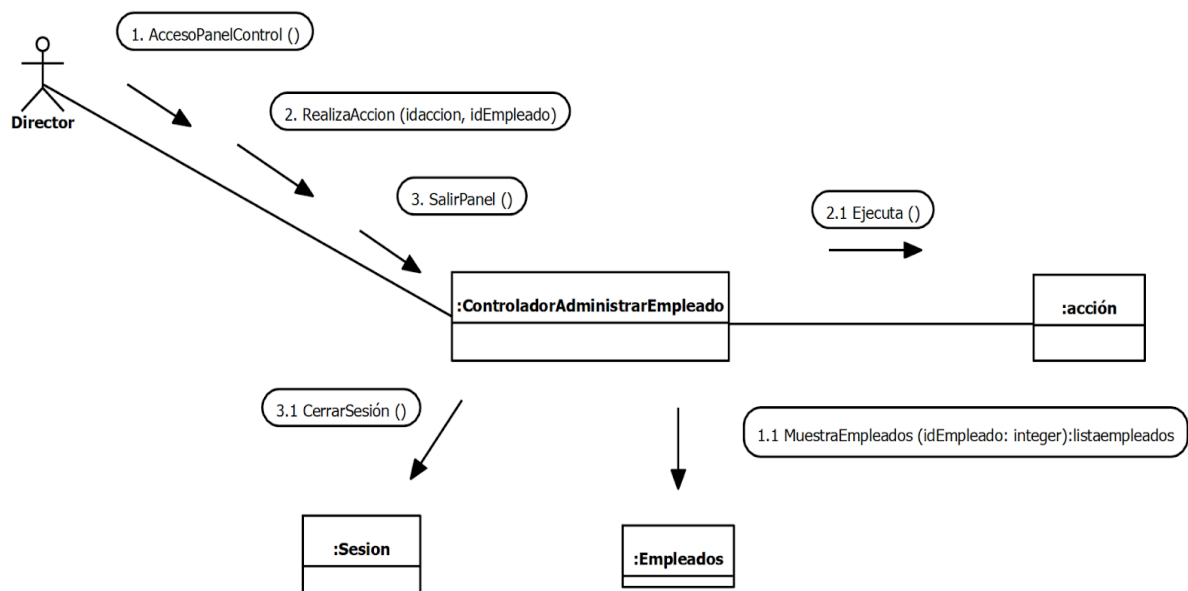 1. AccesoPanelControl ()
Director
2. RealizaAccion (idaccion, idEmpleado)
3. SalirPanel ()
2.1 Ejecuta ()
:ControladorAdministrarEmpleado
:acción
3.1 CerrarSesión ()
1.1 MuestraEmpleados (idEmpleado: integer):listaempleados
:Sesion
:Empleados